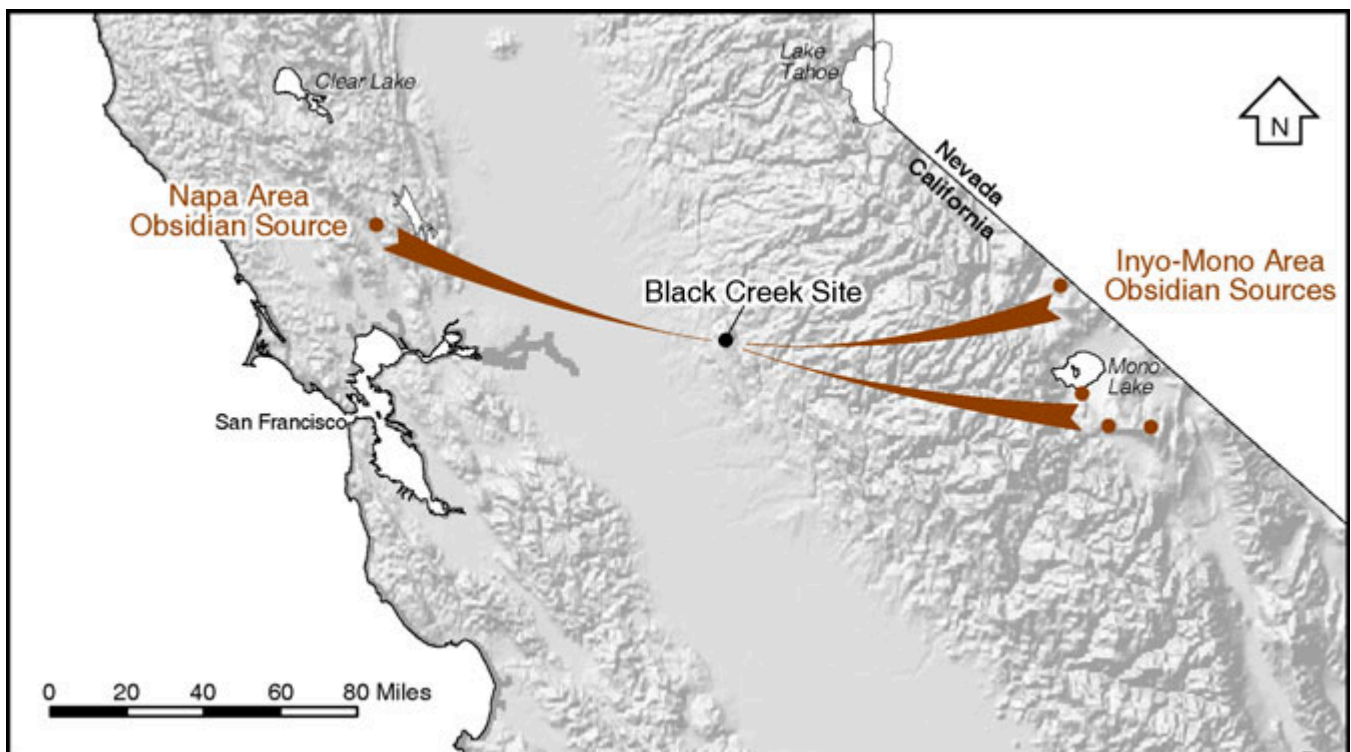 Clear Lake
Lake
Tahoe
N
Nevada
California
Napa Area
Obsidian Source
Inyo-Mono Area
Obsidian Sources
Black Creek Site
Mono
Lake
San Francisco
0 20 40 60 80 Miles